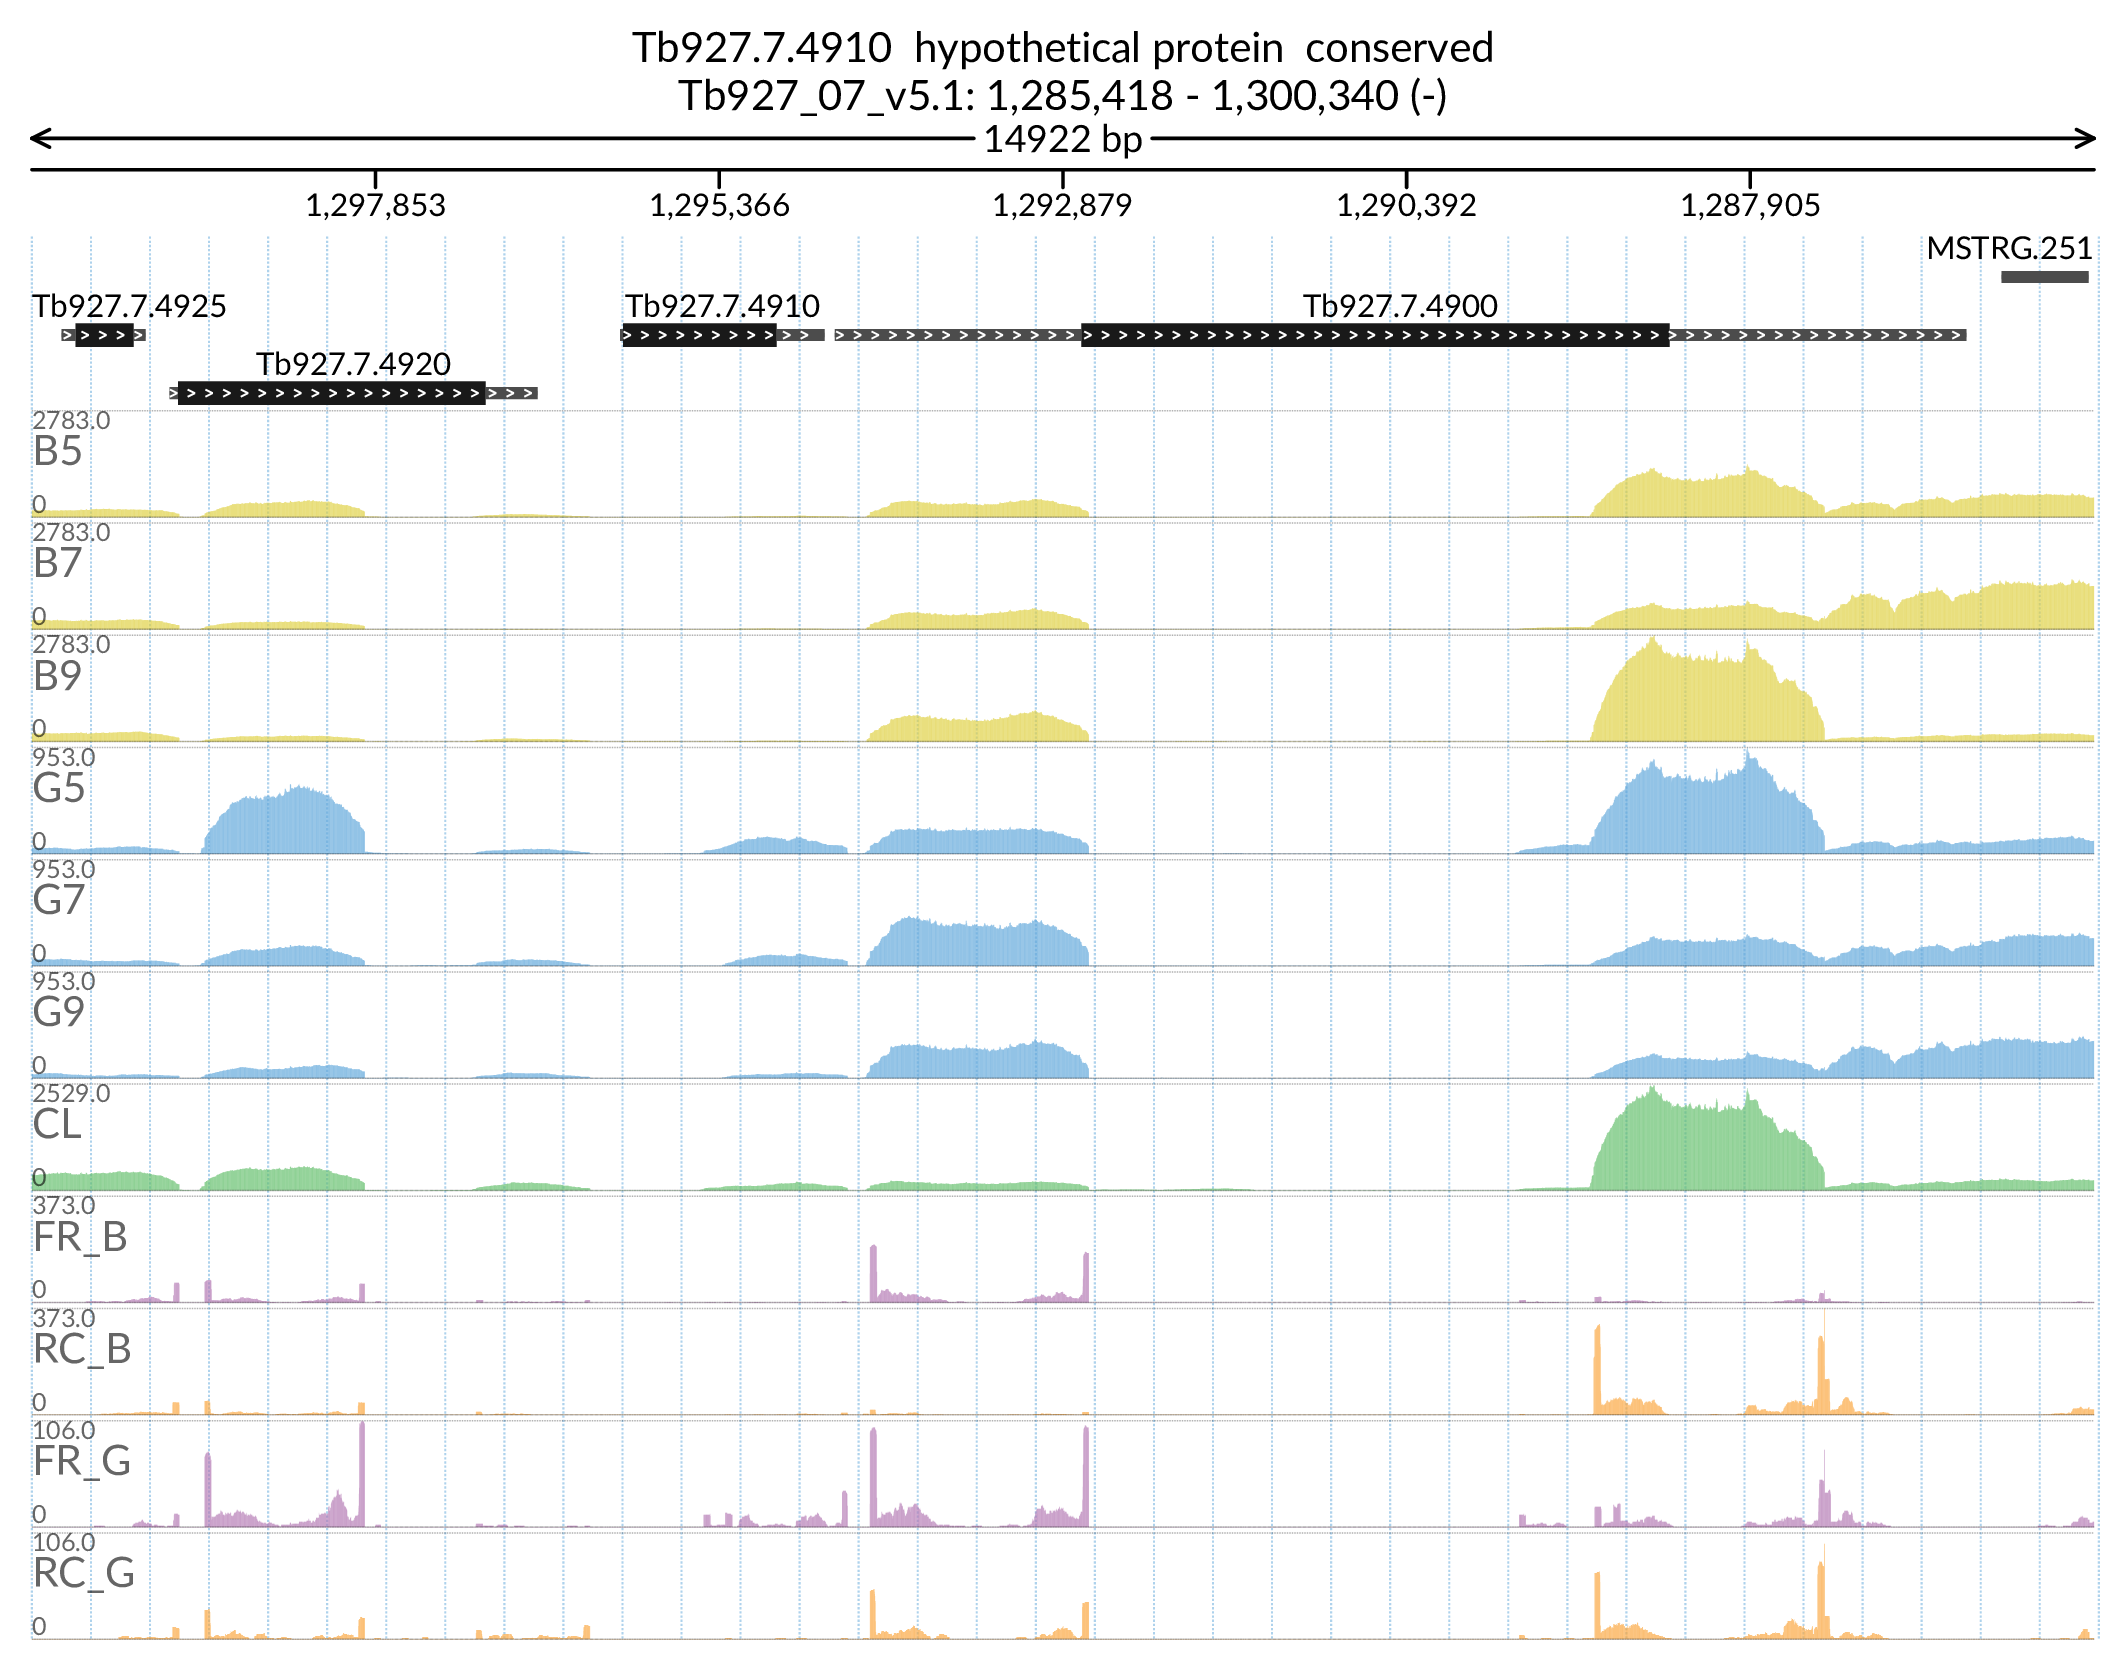 Tb927.7.4910  hypothetical protein  conserved
Tb927_07_v5.1: 1,285,418 - 1,300,340 (-)
14922 bp
1,297,853 1,295,366 1,292,879 1,290,392 1,287,905
MSTRG.251
Tb927.7.4925 Tb927.7.4910 Tb927.7.4900
Tb927.7.4920
2783.0
B5
0
2783.0
B7
0
2783.0
B9
0
953.0
G5
0
953.0
G7
0
953.0
G9
0
2529.0
CL
0
373.0
FR_B
0
373.0
RC_B
0
106.0
FR_G
0
106.0
RC_G
0